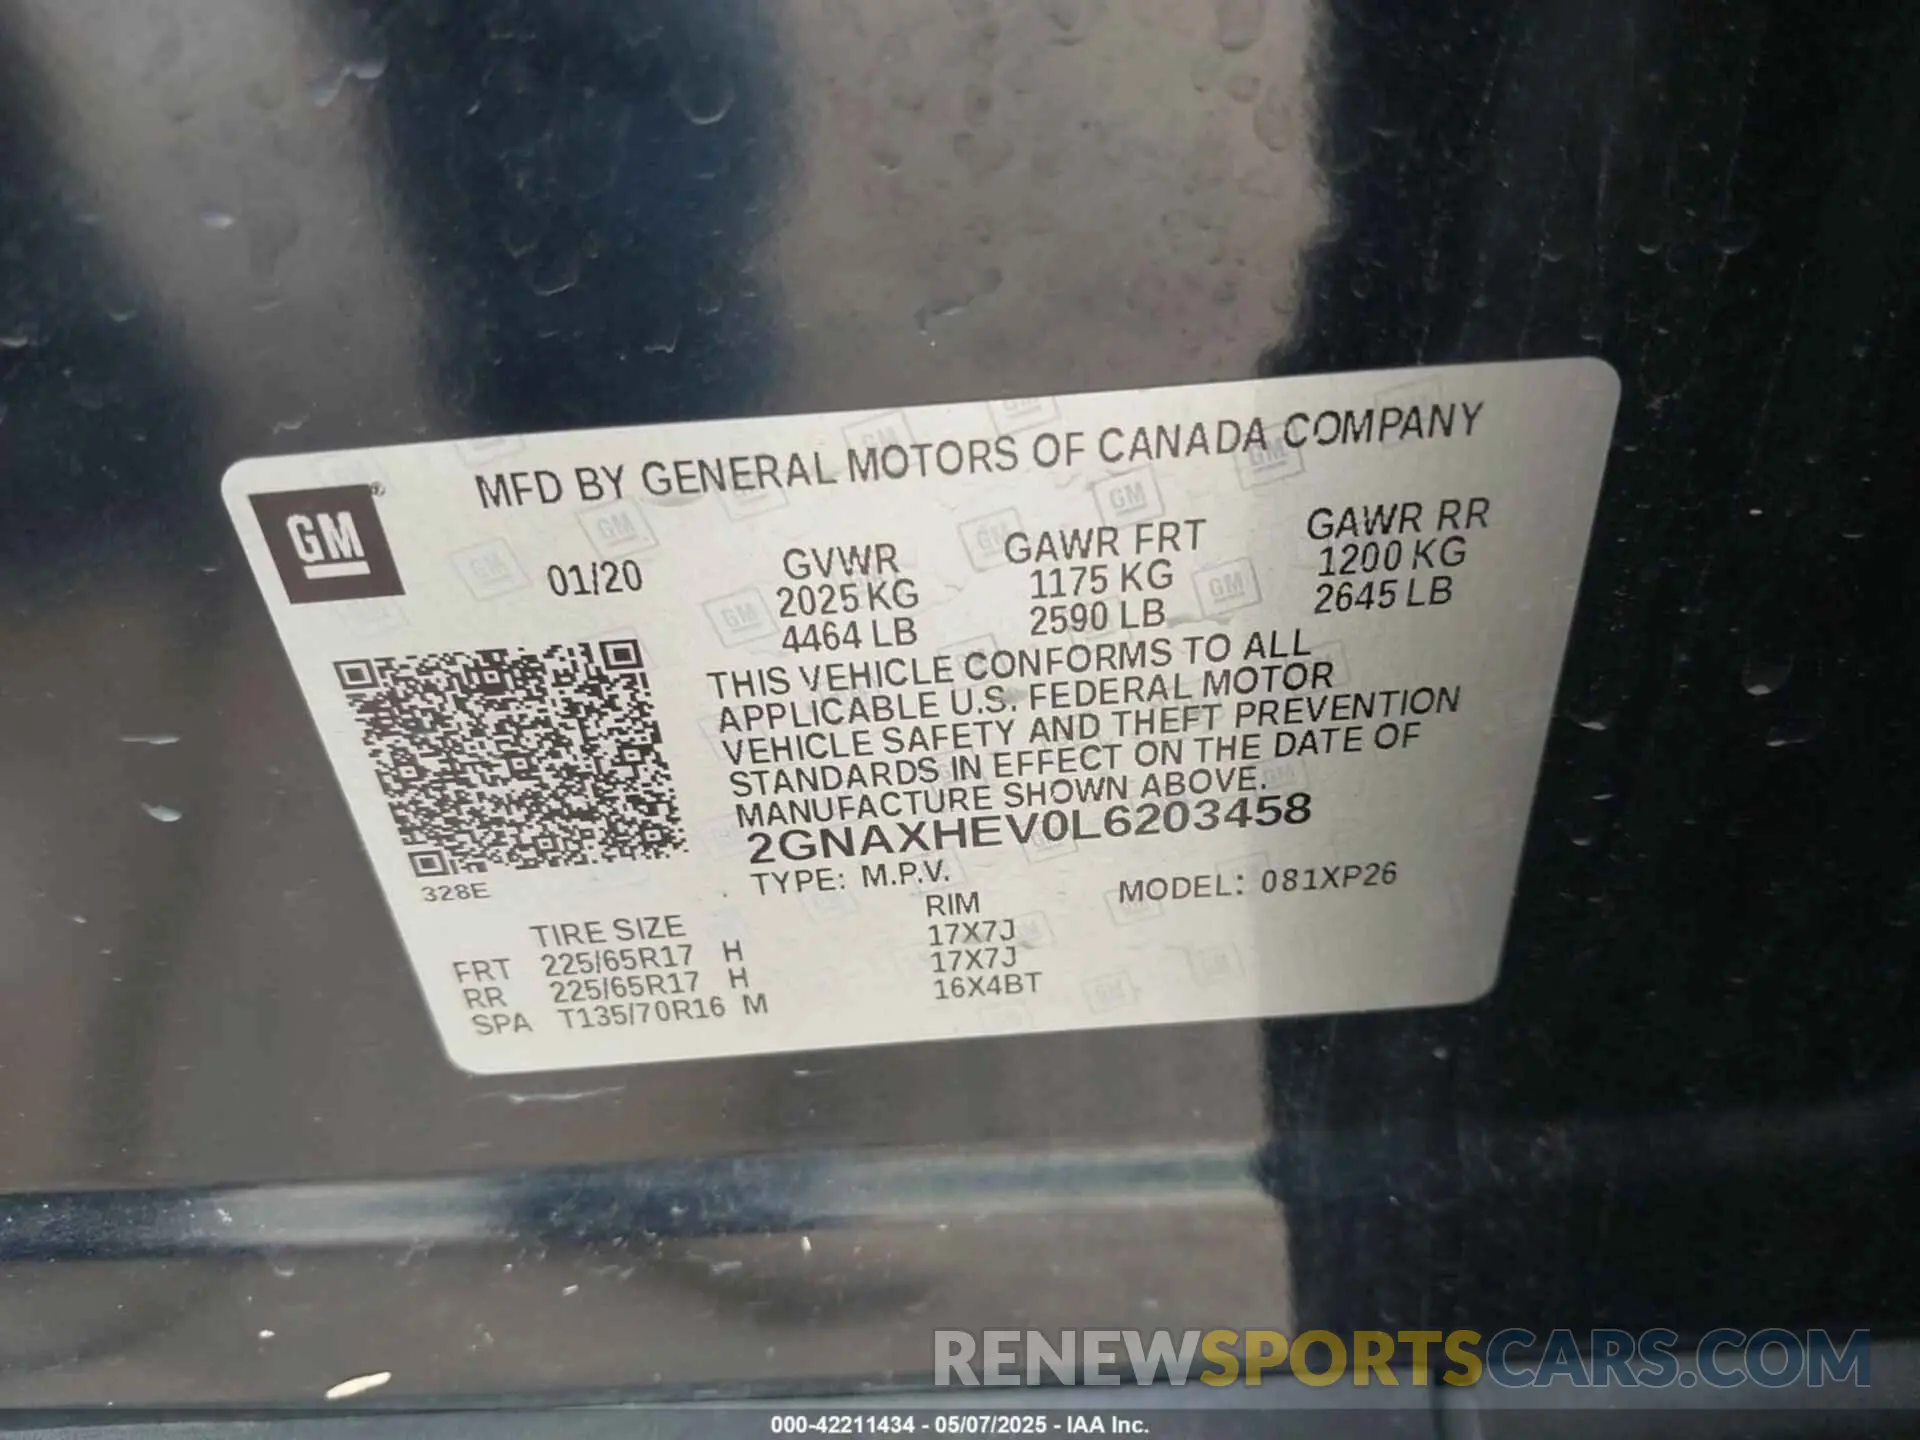 MFD BY GENERAL MOTORS OF CANADA COMPANY
GM ®
01/20
GVWR GAWR FRT GAWR RR
2025 KG 1175 KG 1200 KG
4464 LB 2590 LB 2645 LB
THIS VEHICLE CONFORMS TO ALL
APPLICABLE U.S. FEDERAL MOTOR
VEHICLE SAFETY AND THEFT PREVENTION
STANDARDS IN EFFECT ON THE DATE OF
MANUFACTURE SHOWN ABOVE.
2GNAXHEV0L6203458
328E
TYPE: M.P.V. MODEL: 081XP26
TIRE SIZE RIM
FRT 225/65R17 H 17X7J
RR 225/65R17 H 17X7J
SPA T135/70R16 M 16X4BT
RENEWSPORTSCARS.COM
000-42211434 - 05/07/2025 - IAA Inc.